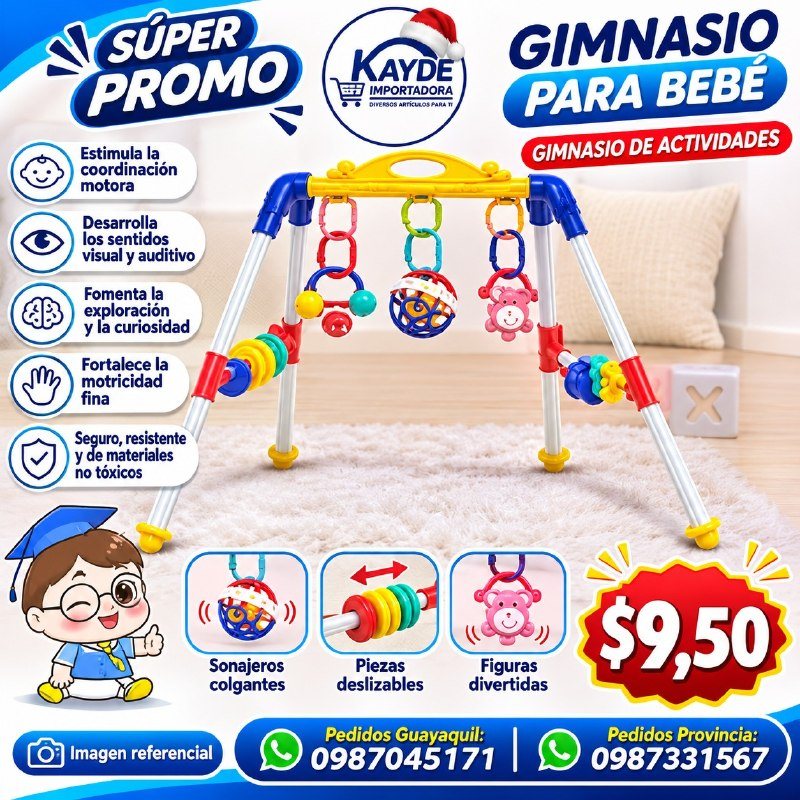 SÚPER
PROMO
KAYDE
IMPORTADORA
DIVERSOS ARTÍCULOS PARA TI
GIMNASIO
PARA BEBÉ
GIMNASIO DE ACTIVIDADES
Estimula la
coordinación
motora
Desarrolla
los sentidos
visual y auditivo
Fomenta la
exploración
y la curiosidad
Fortalece la
motricidad
fina
Seguro, resistente
y de materiales
no tóxicos
X
Sonajeros
colgantes
Piezas
deslizables
Figuras
divertidas
$9,50
Imagen referencial
Pedidos Guayaquil:
0987045171
Pedidos Provincia:
0987331567